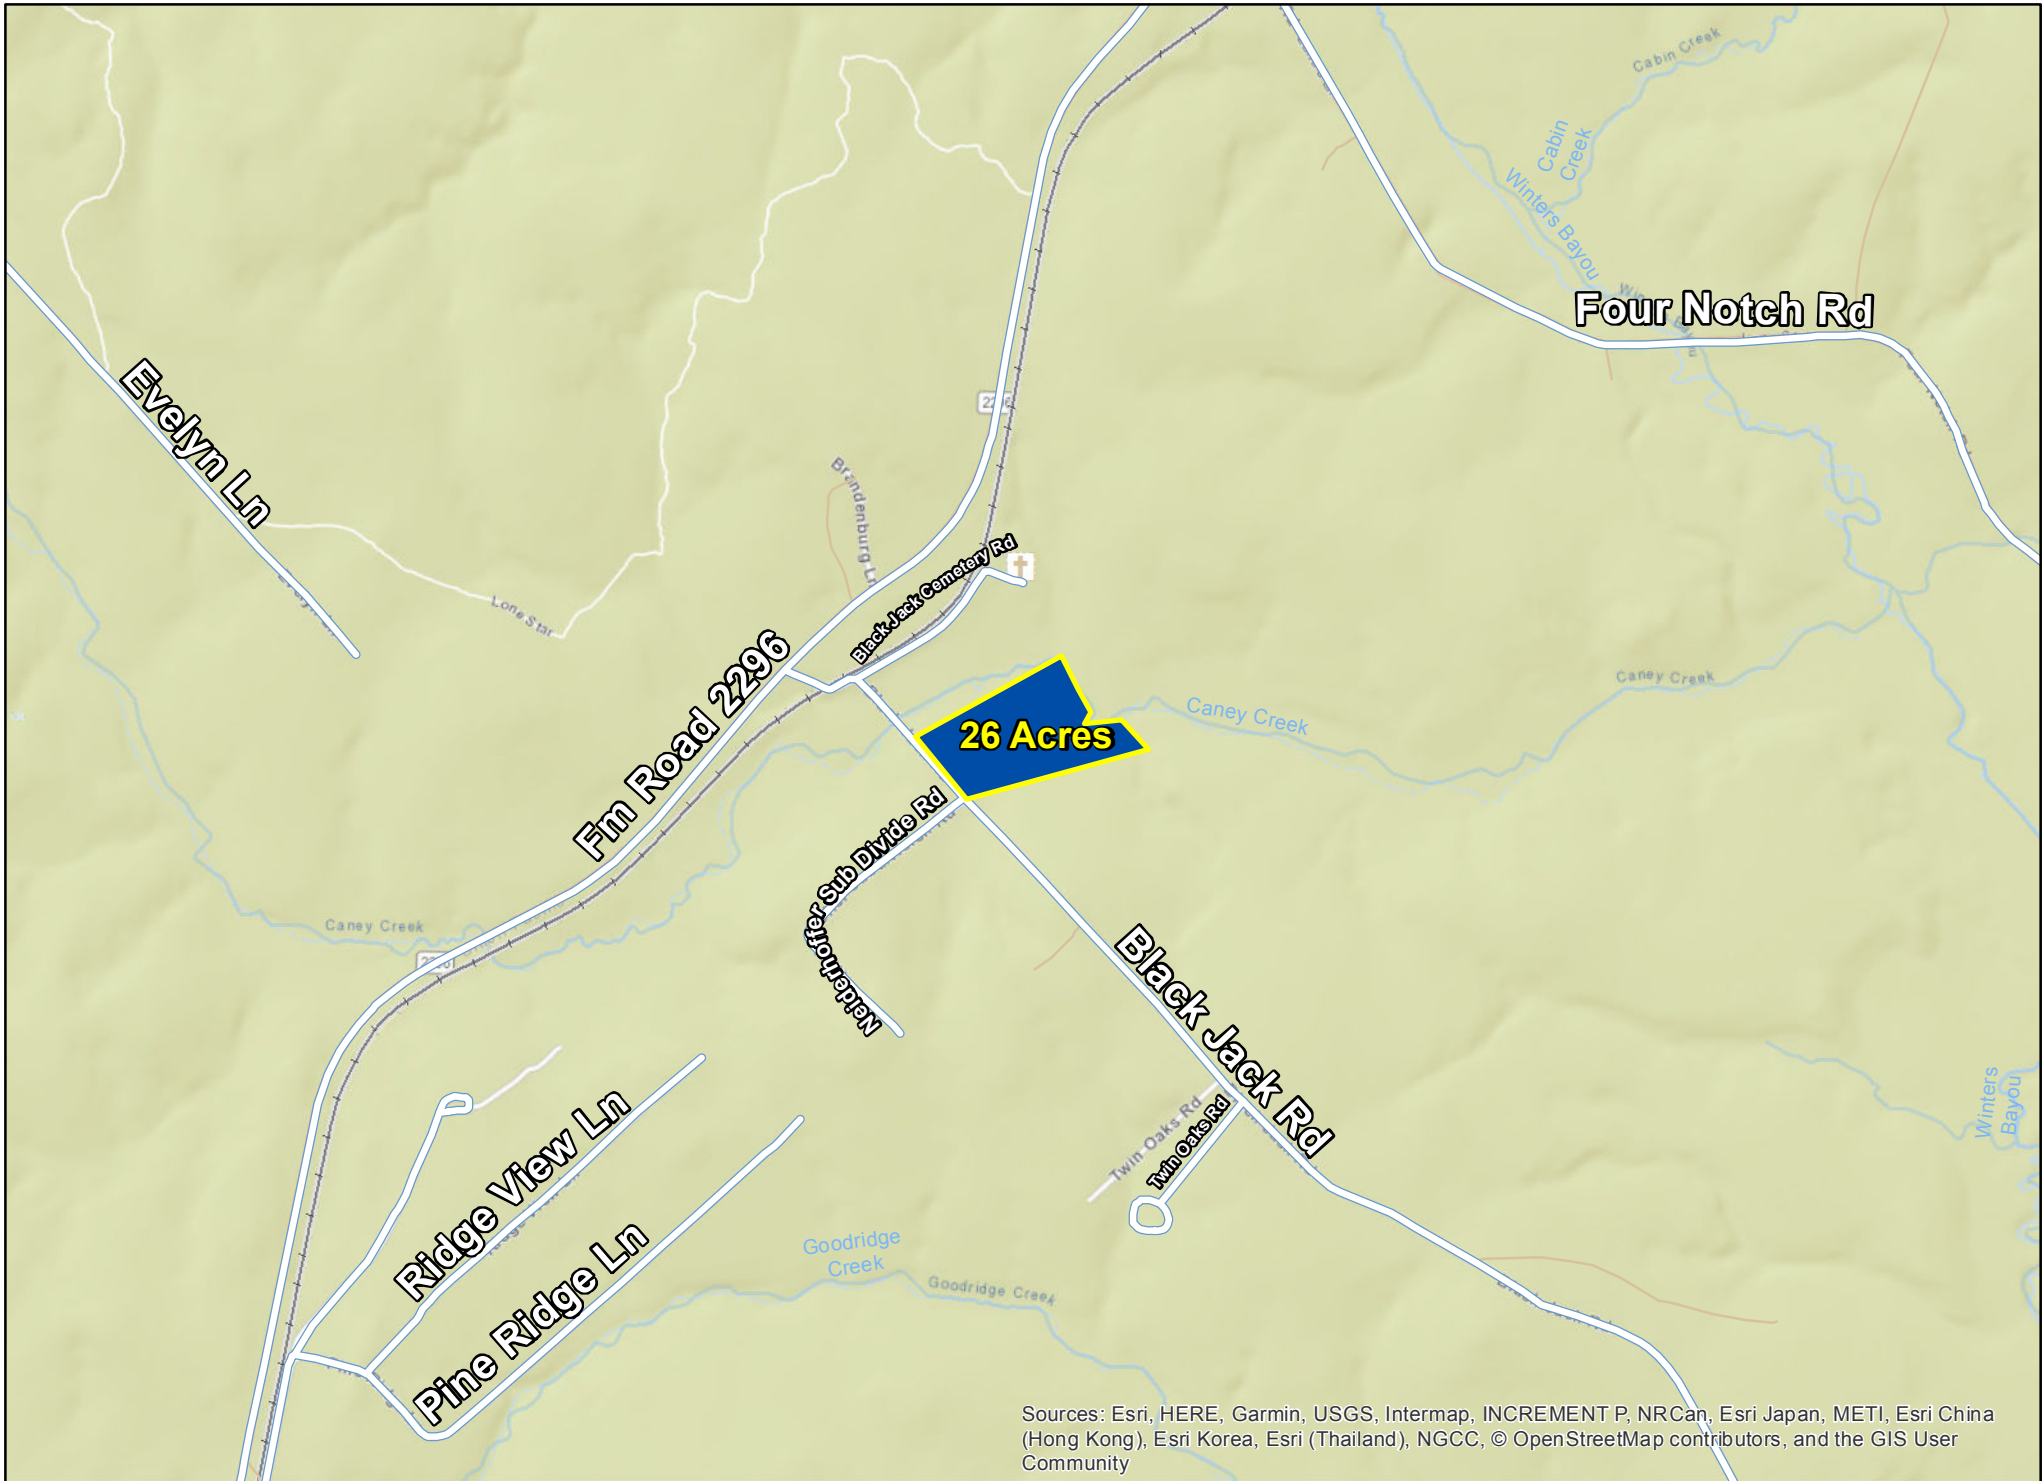 Cabin Creek
Cabin
Creek
Winters Bayou
Four Notch Rd
Evelyn Ln
Brandenburg Ln
Black Jack Cemetery Rd
Lone Star
Fm Road 2296
26 Acres
Caney Creek
Caney Creek
Neiderhoffer Sub Divide Rd
Caney Creek
Black Jack Rd
Twin Oaks Rd
Twin Oaks Rd
Winters
Bayou
Ridge View Ln
Pine Ridge Ln
Goodridge
Creek
Goodridge Creek
Sources: Esri, HERE, Garmin, USGS, Intermap, INCREMENT P, NRCan, Esri Japan, METI, Esri China
(Hong Kong), Esri Korea, Esri (Thailand), NGCC, © OpenStreetMap contributors, and the GIS User
Community